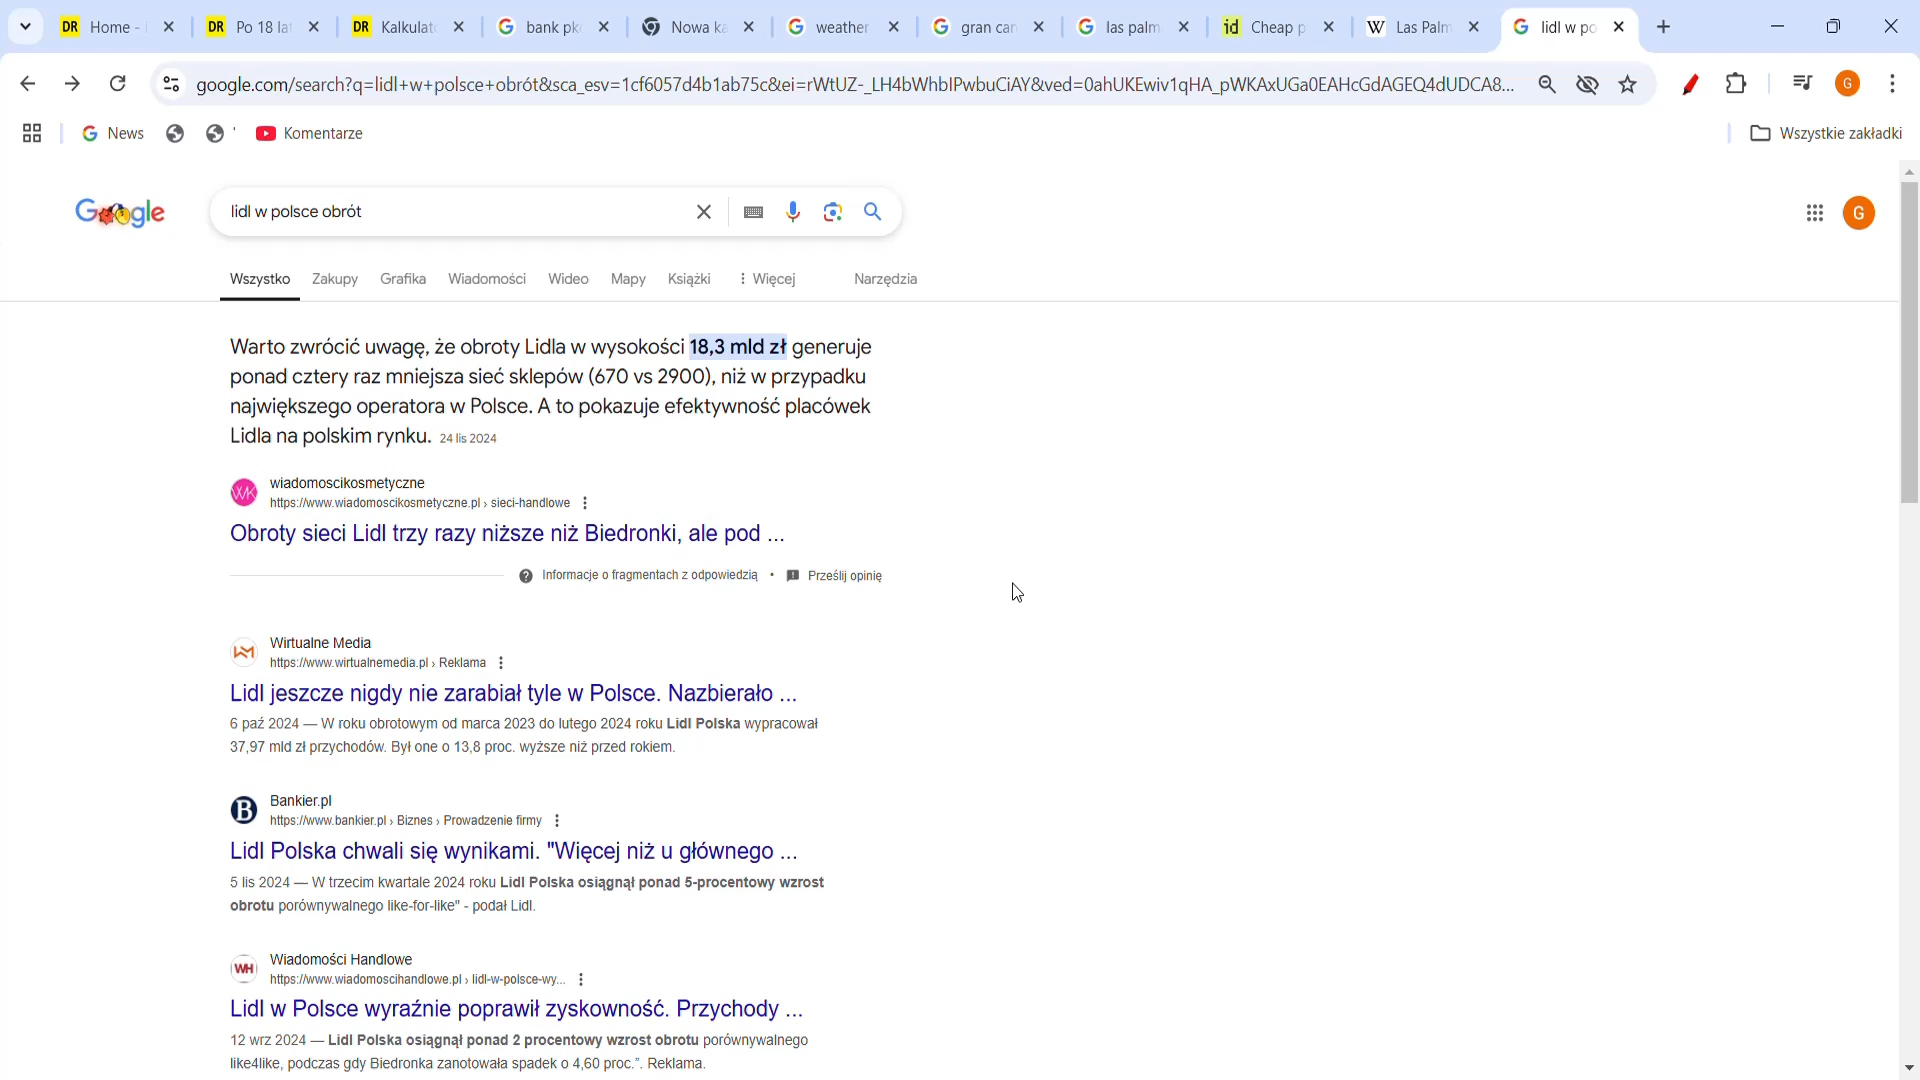 Home -
Po 18 lat
Kalkulato
bank pk
Nowa ka
weather
gran can
las palm
Cheap p
Las Palm
lidl w po
google.com/search?q=lidl+w+polsce+obrót&sca_esv=1cf6057d4b1ab75c&ei=rWtUZ-_LH4bWhbIPwbuCiAY&ved=0ahUKEwiv1qHA_pWKAxUGa0EAHcGdAGEQ4dUDCA8...
G
News
'
Komentarze
Wszystkie zakładki
Google
lidl w polsce obrót
G
Wszystko
Zakupy
Grafika
Wiadomości
Wideo
Mapy
Książki
Więcej
Narzędzia
Warto zwrócić uwagę, że obroty Lidla w wysokości 18,3 mld zł generuje
ponad cztery raz mniejsza sieć sklepów (670 vs 2900), niż w przypadku
największego operatora w Polsce. A to pokazuje efektywność placówek
Lidla na polskim rynku. 24 lis 2024
wiadomoscikosmetyczne
https://www.wiadomoscikosmetyczne.pl › sieci-handlowe
Obroty sieci Lidl trzy razy niższe niż Biedronki, ale pod ...
Informacje o fragmentach z odpowiedzią • Prześlij opinię
Wirtualne Media
https://www.wirtualnemedia.pl › Reklama
Lidl jeszcze nigdy nie zarabiał tyle w Polsce. Nazbierało ...
6 paź 2024 — W roku obrotowym od marca 2023 do lutego 2024 roku Lidl Polska wypracował
37,97 mld zł przychodów. Był one o 13,8 proc. wyższe niż przed rokiem.
Bankier.pl
https://www.bankier.pl › Biznes › Prowadzenie firmy
Lidl Polska chwali się wynikami. "Więcej niż u głównego ...
5 lis 2024 — W trzecim kwartale 2024 roku Lidl Polska osiągnął ponad 5-procentowy wzrost
obrotu porównywalnego like-for-like" - podał Lidl.
Wiadomości Handlowe
https://www.wiadomoscihandlowe.pl › lidl-w-polsce-wy...
Lidl w Polsce wyraźnie poprawił zyskowność. Przychody ...
12 wrz 2024 — Lidl Polska osiągnął ponad 2 procentowy wzrost obrotu porównywalnego
like4like, podczas gdy Biedronka zanotowała spadek o 4,60 proc.”. Reklama.